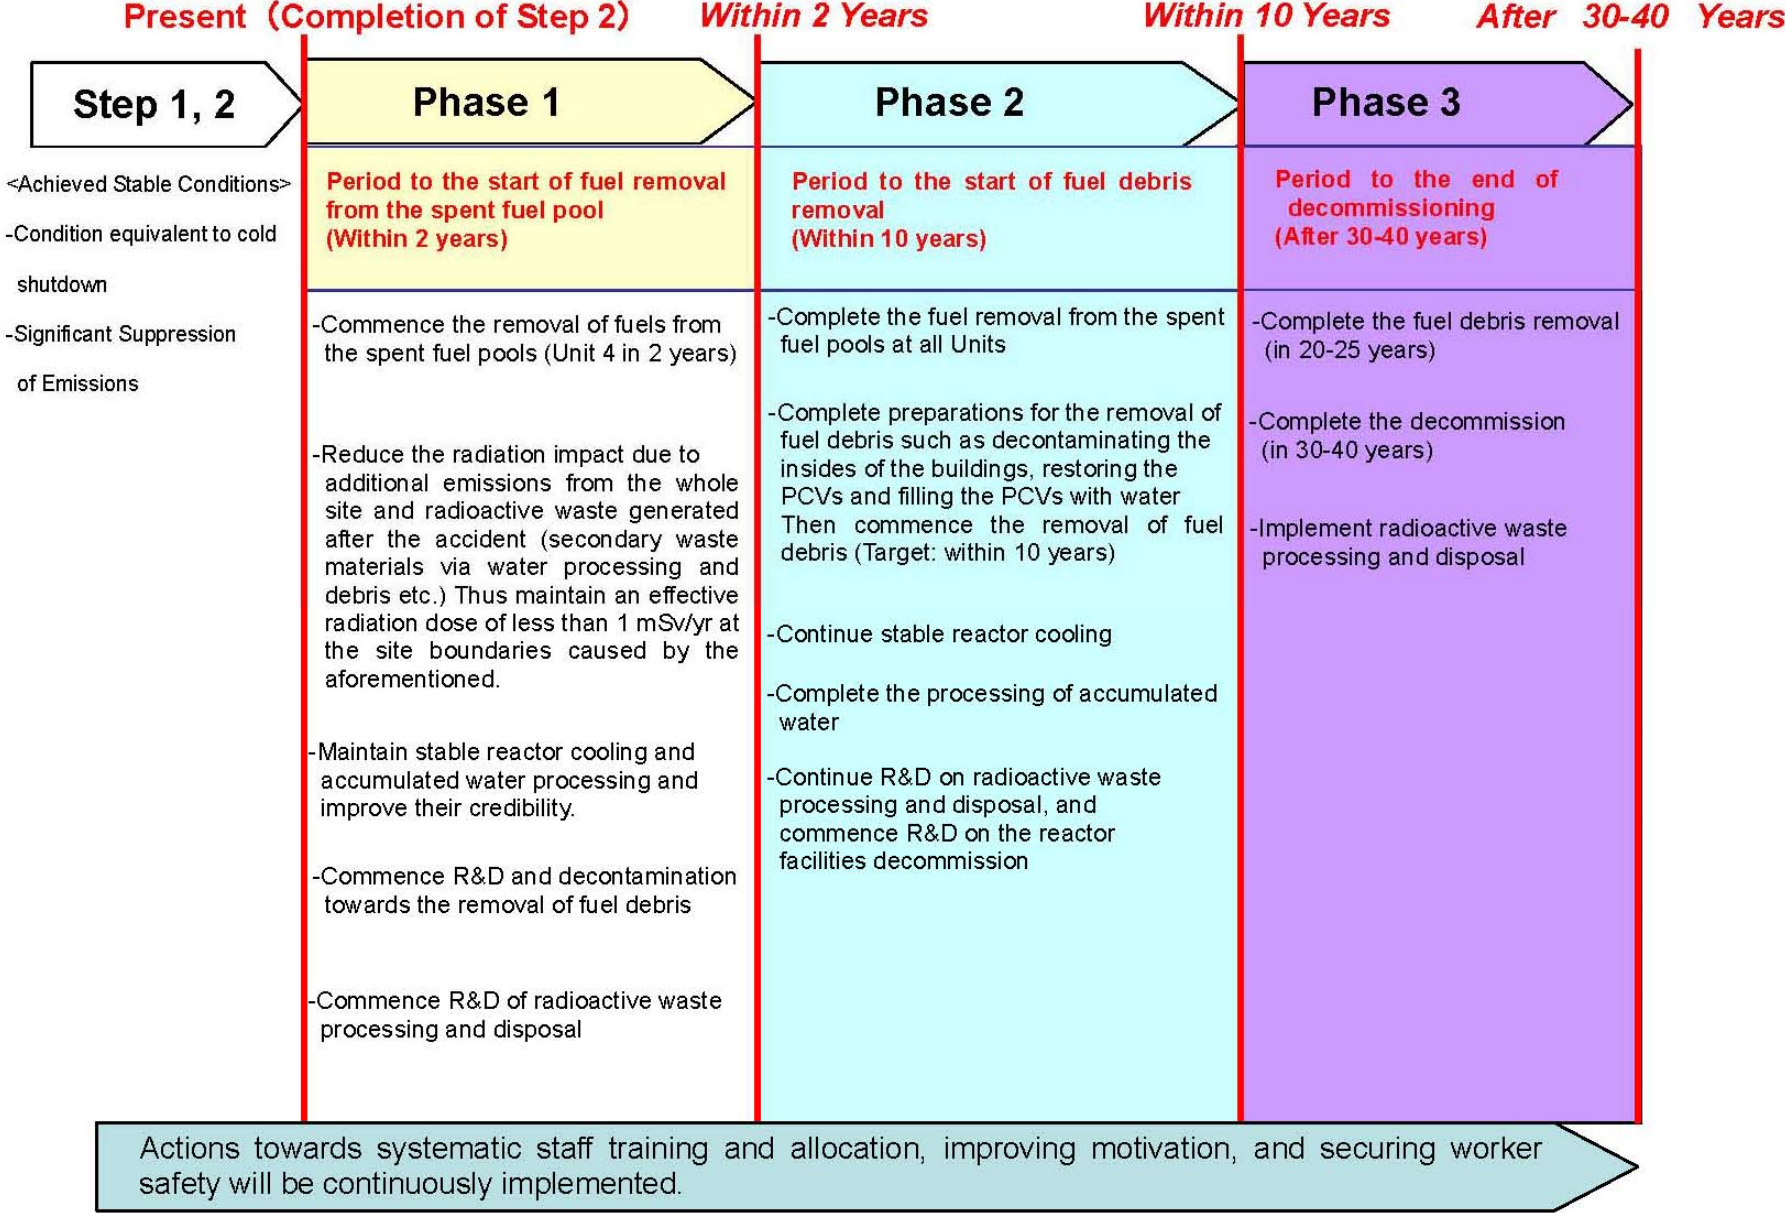 Present（Completion of Step 2）
Within 2 Years
Within 10 Years
After 30-40 Years
Step 1, 2
Phase 1
Phase 2
Phase 3
<Achieved Stable Conditions>
-Condition equivalent to cold
shutdown
-Significant Suppression
of Emissions
Period to the start of fuel removal
from the spent fuel pool
(Within 2 years)
-Commence the removal of fuels from
the spent fuel pools (Unit 4 in 2 years)
-Reduce the radiation impact due to
additional emissions from the whole
site and radioactive waste generated
after the accident (secondary waste
materials via water processing and
debris etc.) Thus maintain an effective
radiation dose of less than 1 mSv/yr at
the site boundaries caused by the
aforementioned.
-Maintain stable reactor cooling and
accumulated water processing and
improve their credibility.
-Commence R&D and decontamination
towards the removal of fuel debris
-Commence R&D of radioactive waste
processing and disposal
Period to the start of fuel debris
removal
(Within 10 years)
-Complete the fuel removal from the spent
fuel pools at all Units
-Complete preparations for the removal of
fuel debris such as decontaminating the
insides of the buildings, restoring the
PCVs and filling the PCVs with water
Then commence the removal of fuel
debris (Target: within 10 years)
-Continue stable reactor cooling
-Complete the processing of accumulated
water
-Continue R&D on radioactive waste
processing and disposal, and
commence R&D on the reactor
facilities decommission
Period to the end of
decommissioning
(After 30-40 years)
-Complete the fuel debris removal
(in 20-25 years)
-Complete the decommission
(in 30-40 years)
-Implement radioactive waste
processing and disposal
Actions towards systematic staff training and allocation, improving motivation, and securing worker
safety will be continuously implemented.